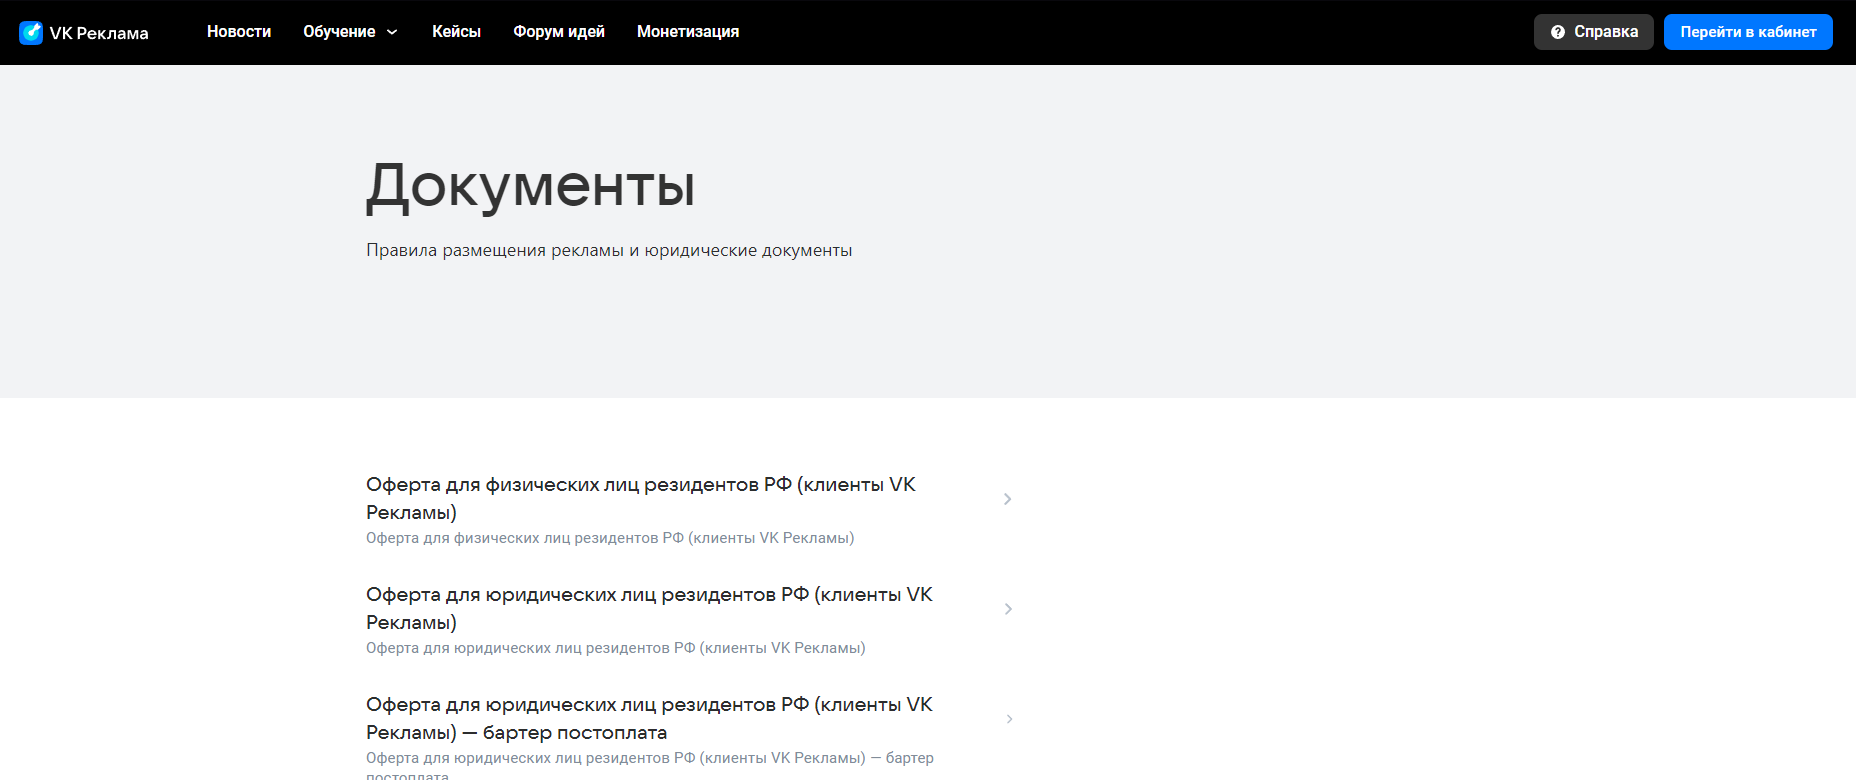 VK Реклама
Новости
Обучение
Кейсы
Форум идей
Монетизация
Справка
Перейти в кабинет
Документы
Правила размещения рекламы и юридические документы
Оферта для физических лиц резидентов РФ (клиенты VK
Рекламы)
Оферта для физических лиц резидентов РФ (клиенты VK Рекламы)
Оферта для юридических лиц резидентов РФ (клиенты VK
Рекламы)
Оферта для юридических лиц резидентов РФ (клиенты VK Рекламы)
Оферта для юридических лиц резидентов РФ (клиенты VK
Рекламы) — бартер постоплата
Оферта для юридических лиц резидентов РФ (клиенты VK Рекламы) — бартер
постоплата